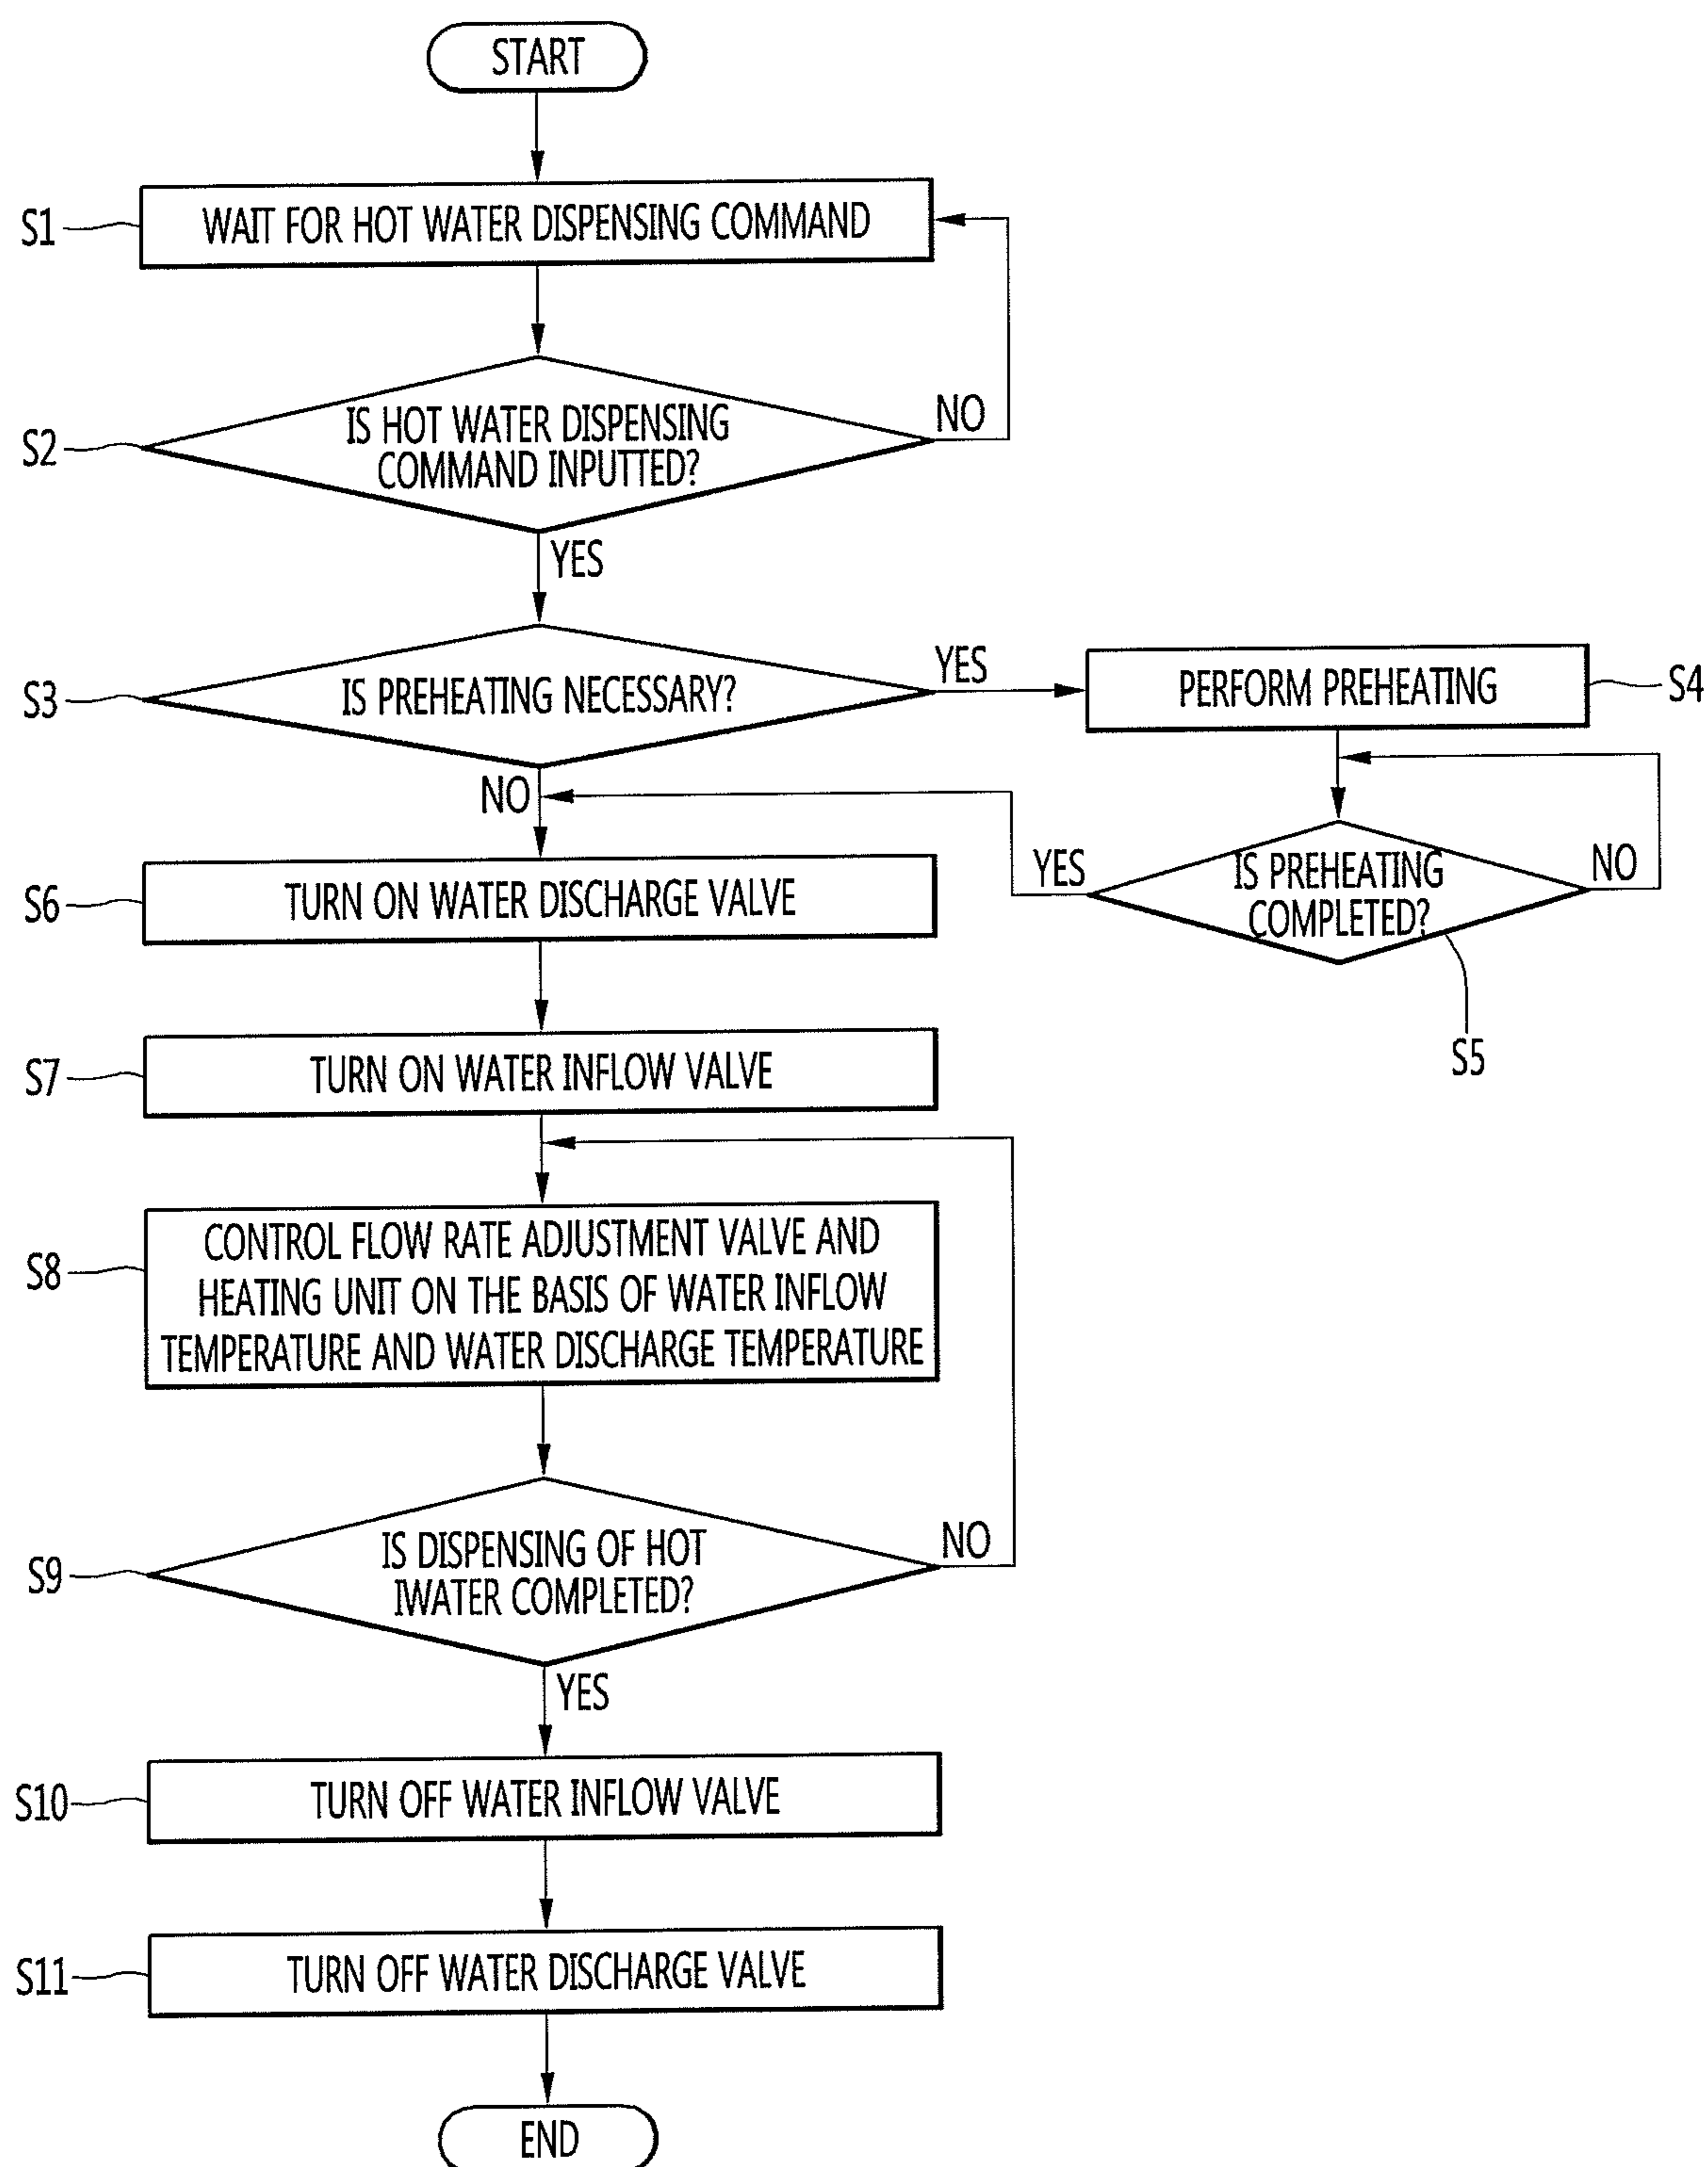 START
S1
WAIT FOR HOT WATER DISPENSING COMMAND
S2
IS HOT WATER DISPENSING
COMMAND INPUTTED?
NO
YES
S3
IS PREHEATING NECESSARY?
YES
PERFORM PREHEATING
S4
NO
S6
TURN ON WATER DISCHARGE VALVE
YES
IS PREHEATING
COMPLETED?
NO
S5
S7
TURN ON WATER INFLOW VALVE
S8
CONTROL FLOW RATE ADJUSTMENT VALVE AND
HEATING UNIT ON THE BASIS OF WATER INFLOW
TEMPERATURE AND WATER DISCHARGE TEMPERATURE
S9
IS DISPENSING OF HOT
IWATER COMPLETED?
NO
YES
S10
TURN OFF WATER INFLOW VALVE
S11
TURN OFF WATER DISCHARGE VALVE
END